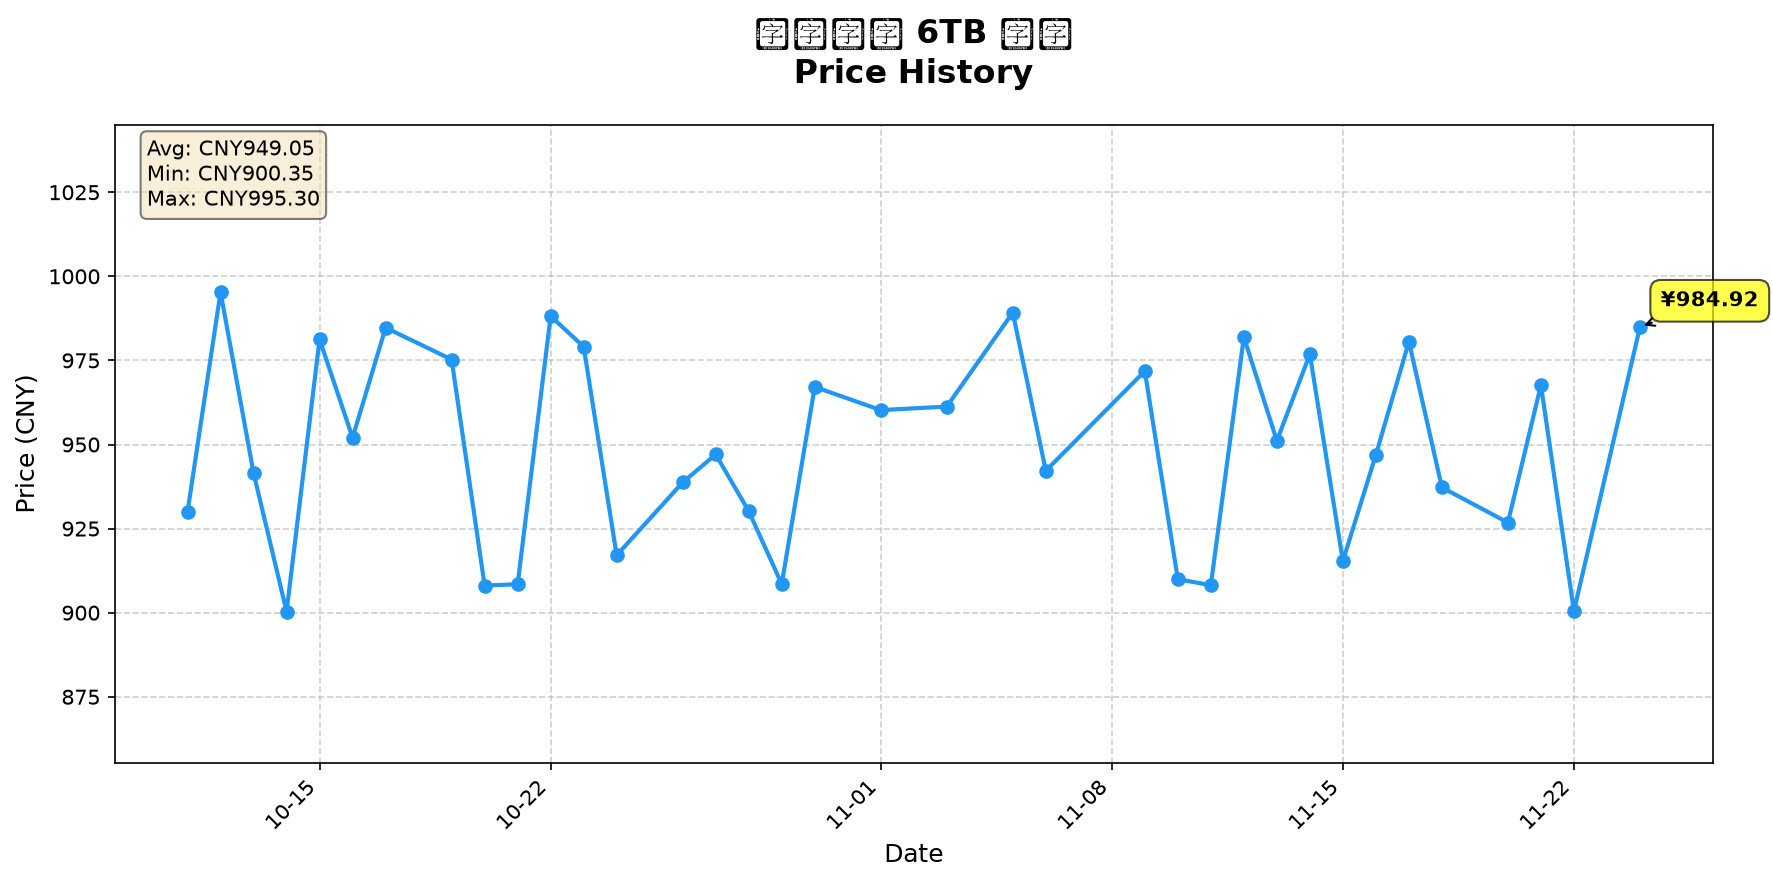 6TB
Price History
Avg: CNY949.05
Min: CNY900.35
Max: CNY995.30
¥984.92
1025
1000
975
950
925
900
875
Price (CNY)
10-15
10-22
11-01
11-08
11-15
11-22
Date